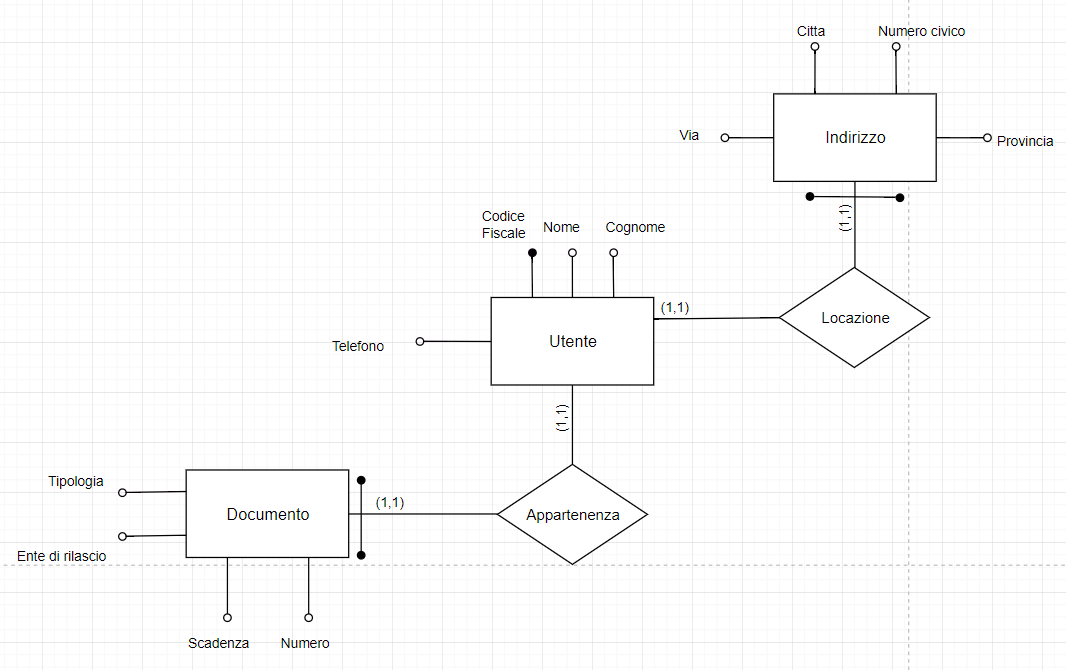 Citta
Numero civico
Via
Indirizzo
Provincia
(1,1)
Codice
Fiscale
Nome
Cognome
(1,1)
Locazione
Utente
Telefono
(1,1)
Tipologia
(1,1)
Documento
Appartenenza
Ente di rilascio
Scadenza
Numero